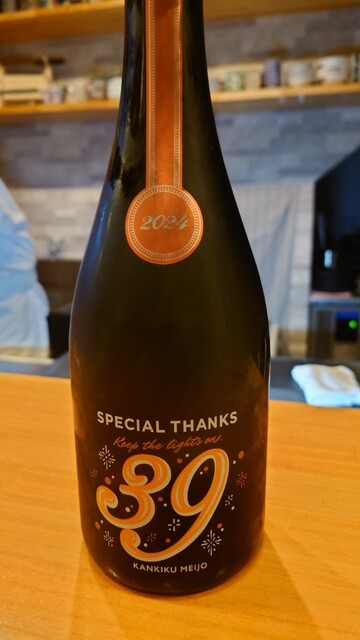 2024
SPECIAL THANKS
Keep the lights on.
39
KANKIKU MEIJO